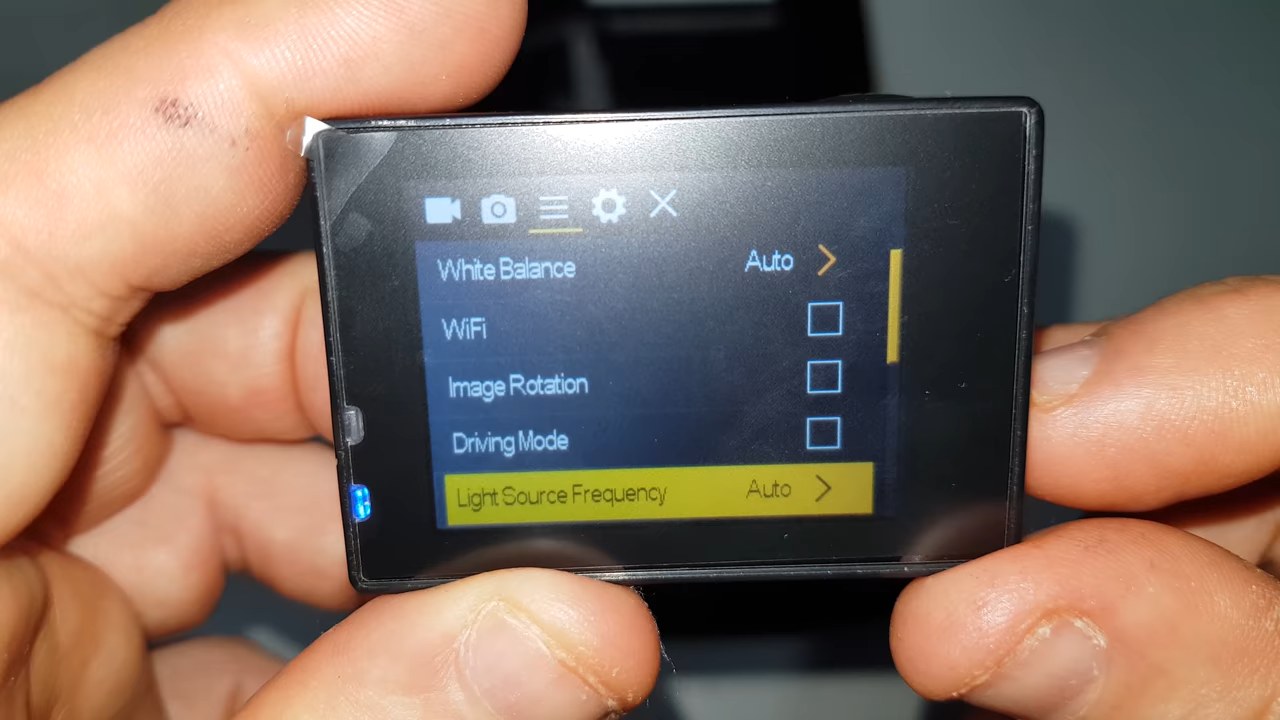 White Balance Auto
WiFi
Image Rotation
Driving Mode
Light Source Frequency Auto